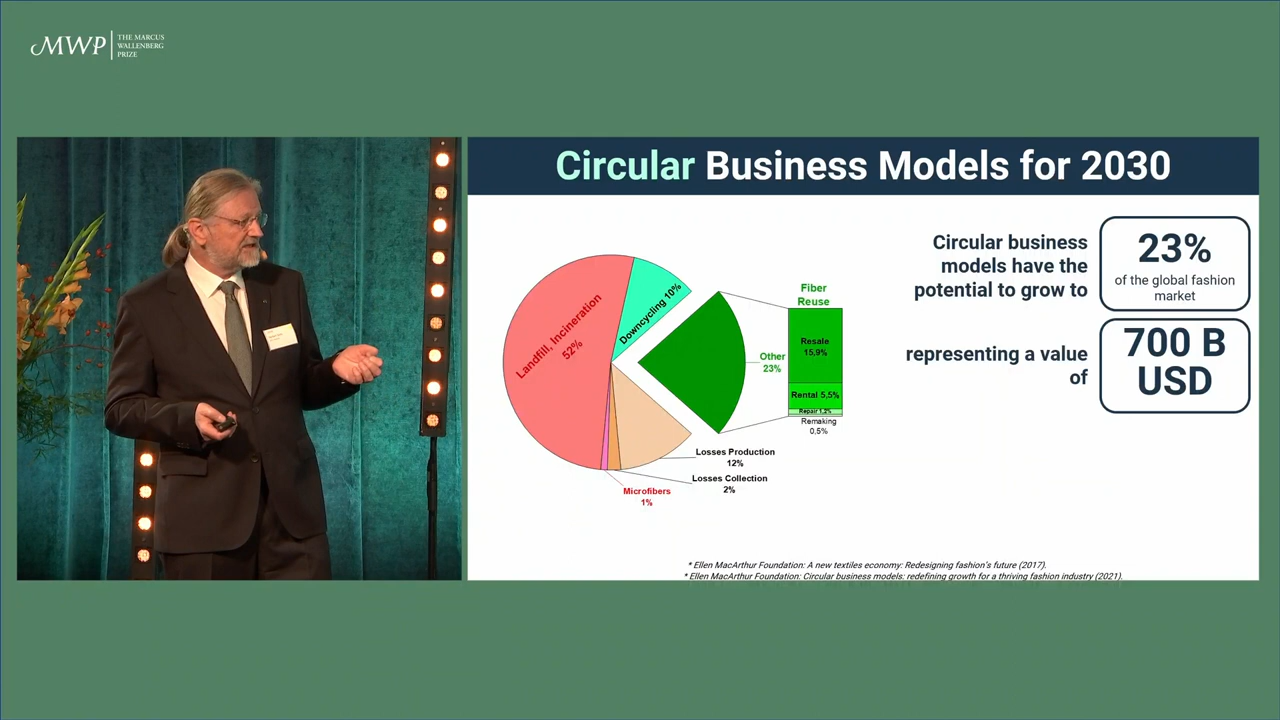 MWP
THE MARCUS
WALLENBERG
PRIZE
Circular Business Models for 2030
Landfill, Incineration
52%
Downcycling 10%
Other
23%
Fiber
Reuse
Resale
15,9%
Rental 5,5%
Repair 1,2%
Remaking
0,5%
Losses Production
12%
Losses Collection
2%
Microfibers
1%
Circular business
models have the
potential to grow to
23%
of the global fashion
market
representing a value
of
700 B
USD
* Ellen MacArthur Foundation: A new textiles economy: Redesigning fashion's future (2017).
* Ellen MacArthur Foundation: Circular business models: redefining growth for a thriving fashion industry (2021).